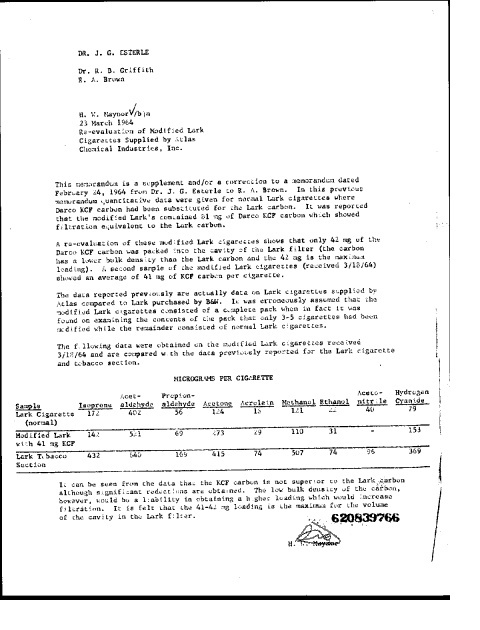 DR. J. G. ESTERLE
Dr. R. B. Griffith
R. A. Brown
H. W. Maynor/bja
23 March 1964
Re-evaluation of Modified Lark
Cigarettes Supplied by Atlas
Chemical Industries, Inc.
This memorandum is a supplement and/or a correction to a memorandum dated
February 24, 1964 from Dr. J. G. Esterle to R. A. Brown. In this previous
memorandum quantitative data were given for normal Lark cigarettes where
Darco KCF carbon had been substituted for the Lark carbon. It was reported
that the modified Lark's contained 81 mg of Darco KCF carbon which showed
filtration equivalent to the Lark carbon.
A re-evaluation of these modified Lark cigarettes shows that only 42 mg of the
Darco KCF carbon was packed into the cavity of the Lark filter (the carbon
has a lower bulk density than the Lark carbon and the 42 mg is the maximum
loading). A second sample of the modified Lark cigarettes (received 3/18/64)
showed an average of 41 mg of KCF carbon per cigarette.
The data reported previously are actually data on Lark cigarettes supplied by
Atlas compared to Lark purchased by B&W. It was erroneously assumed that the
modified Lark cigarettes consisted of a complete pack when in fact it was
found on examining the contents of the pack that only 3-5 cigarettes had been
modified while the remainder consisted of normal Lark cigarettes.
The following data were obtained on the modified Lark cigarettes received
3/18/64 and are compared with the data previously reported for the Lark cigarette
and tobacco section.
MICROGRAMS PER CIGARETTE
Acet- Propion- Aceto- Hydrogen
Sample Isoprene aldehyde aldehyde Acetone Acrolein Methanol Ethanol nitrile Cyanide
Lark Cigarette 172 402 56 124 121 40 79
(normal)
Modified Lark 142 69 273 29 110 31 - 153
with 41 mg KCF
Lark Tobacco 432 840 169 415 74 507 74 96 369
Section
It can be seen from the data that the KCF carbon is not superior to the Lark carbon
although significant reductions are obtained. The low bulk density of the carbon,
however, would be a liability in obtaining a higher loading which would increase
filtration. It is felt that the 41-42 mg loading is the maximum for the volume
of the cavity in the Lark filter.
620839766
H. W. Maynor